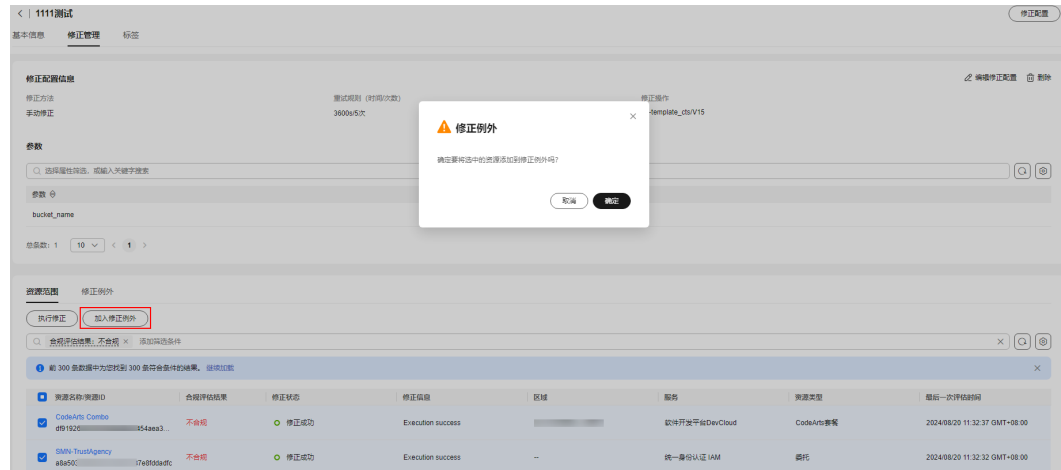 1111测试
修正配置
基本信息 修正管理 标签
修正配置信息
编辑修正配置 删除
修正方法 重试规则（时间/次数） 修正操作
手动修正 3600s/5次 -template_cts/V15
修正例外
确定要将选中的资源添加到修正例外吗?
取消 确定
参数
选择属性筛选，或输入关键字搜索
参数
bucket_name
总条数: 1 10 1
资源范围 修正例外
执行修正 加入修正例外
合规评估结果: 不合规 × 添加筛选条件
前 300 条数据中为您找到 300 条符合条件的结果。 继续加载
资源名称/资源ID 合规评估结果 修正状态 修正信息 区域 服务 资源类型 最后一次评估时间
CodeArts Combo
df91926 454aea3... 不合规 修正成功 Execution success 软件开发平台DevCloud CodeArts套餐 2024/08/20 11:32:37 GMT+08:00
SMN-TrustAgency
a8a50 7e8fddadfc 不合规 修正成功 Execution success -- 统一身份认证 IAM 委托 2024/08/20 11:32:32 GMT+08:00